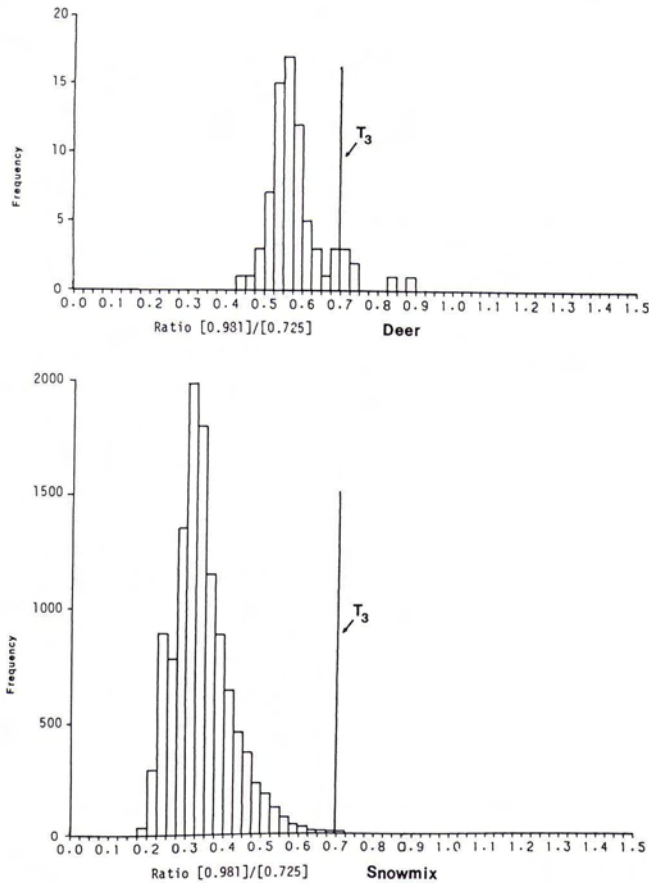 20
15
10
5
0
Frequency
T3
0.0 0.1 0.2 0.3 0.4 0.5 0.6 0.7 0.8 0.9 1.0 1.1 1.2 1.3 1.4 1.5
Ratio [0.981]/[0.725] Deer
2000
1500
1000
500
0
Frequency
T3
0.0 0.1 0.2 0.3 0.4 0.5 0.6 0.7 0.8 0.9 1.0 1.1 1.2 1.3 1.4 1.5
Ratio [0.981]/[0.725] Snowmix